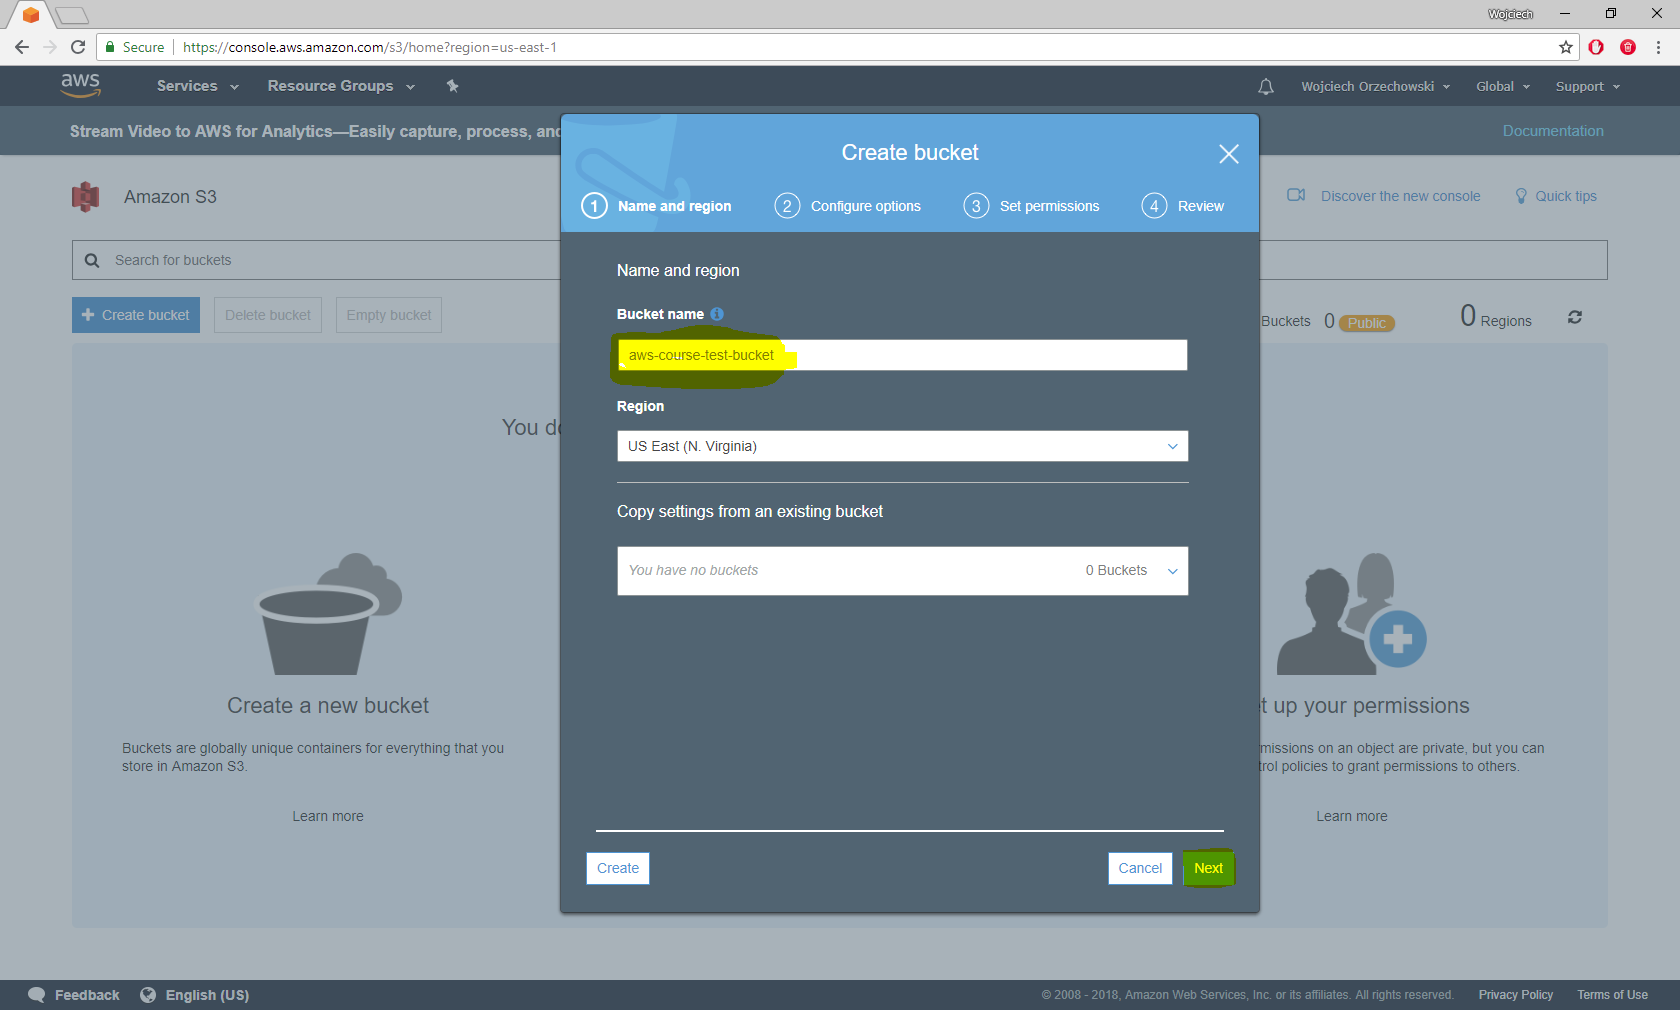 Wojciech
Secure
https://console.aws.amazon.com/s3/home?region=us-east-1
aws
Services
Resource Groups
Wojciech Orzechowski
Global
Support
Stream Video to AWS for Analytics—Easily capture, process, and
Documentation
Amazon S3
Discover the new console
Quick tips
Search for buckets
Create bucket
Delete bucket
Empty bucket
Buckets
0 Public
0 Regions
You do
Create a new bucket
Buckets are globally unique containers for everything that you
store in Amazon S3.
Learn more
t up your permissions
missions on an object are private, but you can
trol policies to grant permissions to others.
Learn more
Create bucket
1 Name and region
2 Configure options
3 Set permissions
4 Review
Name and region
Bucket name
aws-course-test-bucket
Region
US East (N. Virginia)
Copy settings from an existing bucket
You have no buckets
0 Buckets
Create
Cancel
Next
Feedback
English (US)
© 2008 - 2018, Amazon Web Services, Inc. or its affiliates. All rights reserved.
Privacy Policy
Terms of Use